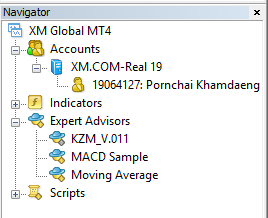 Navigator
XM Global MT4
Accounts
XM.COM-Real 19
19064127: Pornchai Khamdaeng
Indicators
Expert Advisors
KZM_V.011
MACD Sample
Moving Average
Scripts